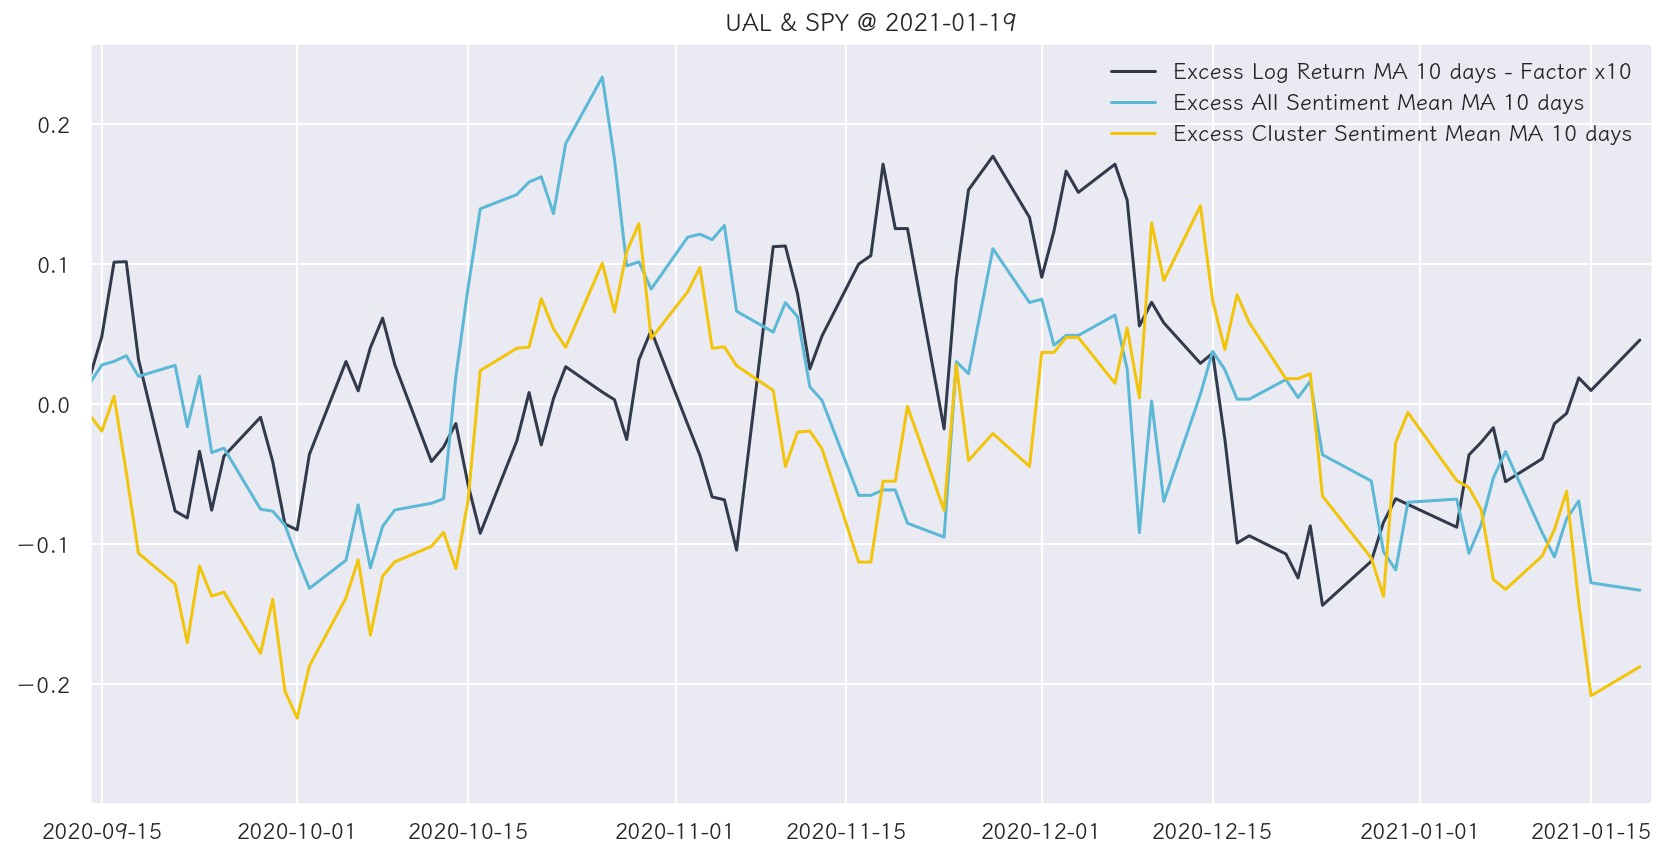 UAL & SPY @ 2021-01-19
Excess Log Return MA 10 days - Factor x10
Excess All Sentiment Mean MA 10 days
Excess Cluster Sentiment Mean MA 10 days
0.2
0.1
0.0
−0.1
−0.2
2020-09-15 2020-10-01 2020-10-15 2020-11-01 2020-11-15 2020-12-01 2020-12-15 2021-01-01 2021-01-15